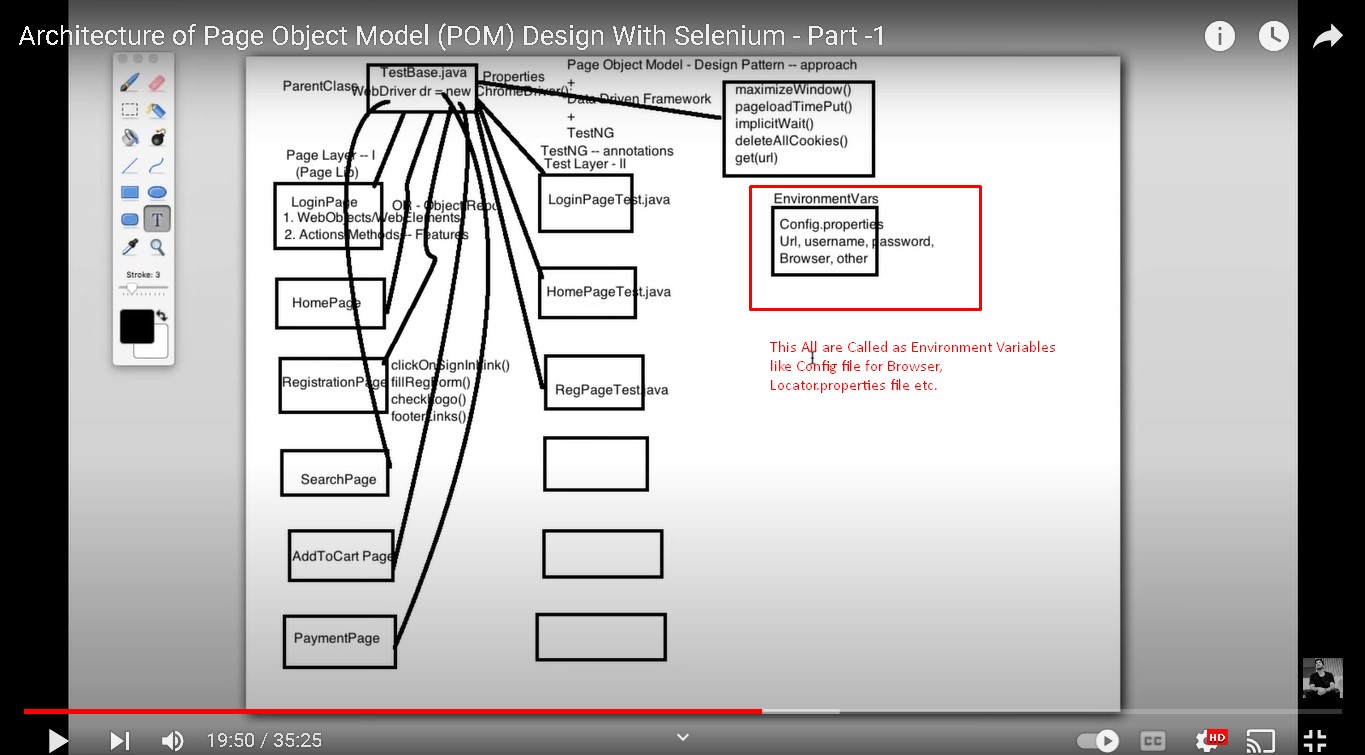 Architecture of Page Object Model (POM) Design With Selenium - Part -1
Page Object Model - Design Pattern -- approach
+
Data Driven Framework
+
TestNG
TestNG -- annotations
ParentClass
TestBase.java
WebDriver dr = new ChromeDriver();
Properties
maximizeWindow()
pageloadTimePut()
implicitWait()
deleteAllCookies()
get(url)
Page Layer -- I
(Page Lib)
LoginPage
1. WebObjects/WebElements
2. Actions/Methods -- Features
OR - Object Repo
HomePage
RegistrationPage
clickOnSignInLink()
fillRegForm()
checkLogo()
footerLinks()
SearchPage
AddToCart Page
PaymentPage
Test Layer - II
LoginPageTest.java
HomePageTest.java
RegPageTest.java
EnvironmentVars
Config.properties
Url, username, password,
Browser, other
This All are Called as Environment Variables
like Config file for Browser,
Locator.properties file etc.
T
Stroke: 3
19:50 / 35:25
CC
HD